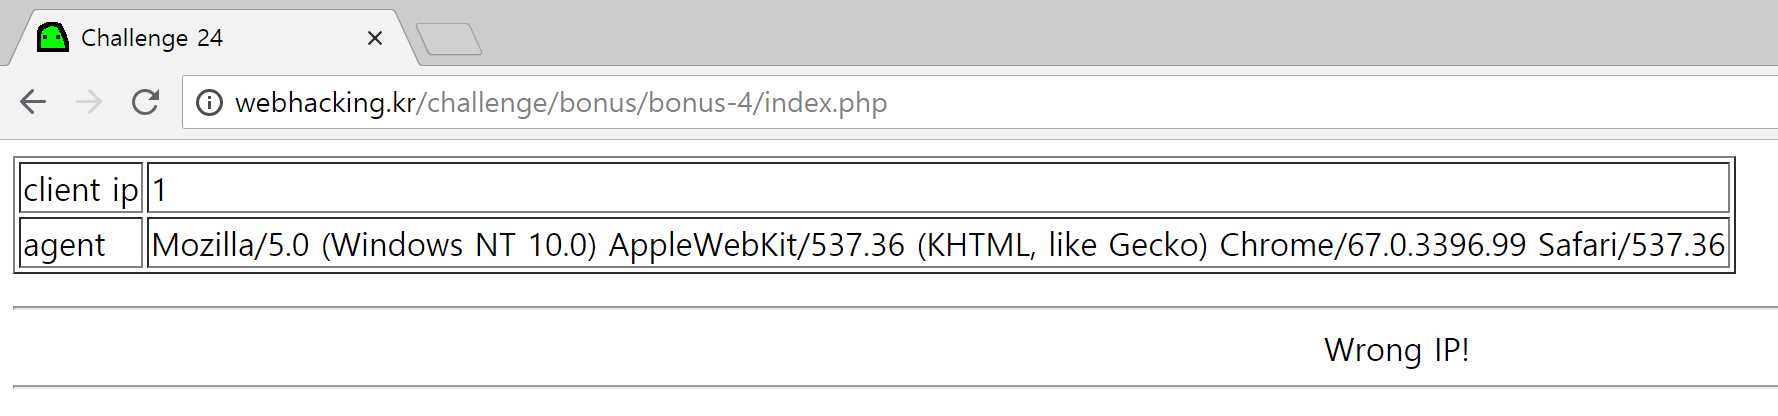 Challenge 24
webhacking.kr/challenge/bonus/bonus-4/index.php
client ip 1
agent Mozilla/5.0 (Windows NT 10.0) AppleWebKit/537.36 (KHTML, like Gecko) Chrome/67.0.3396.99 Safari/537.36
Wrong IP!